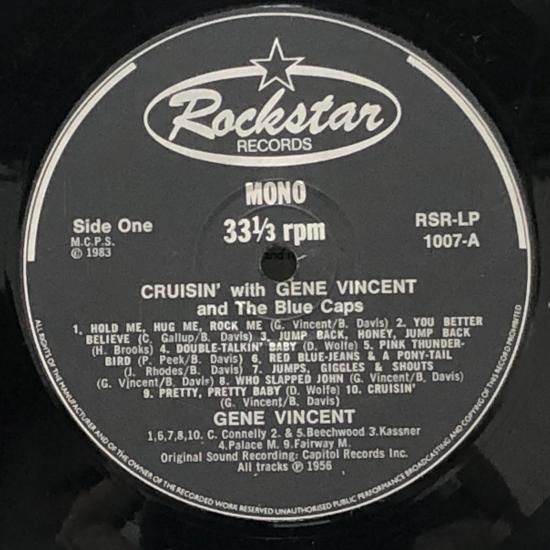 Rockstar
RECORDS
MONO
33⅓ rpm
Side One
M.C.P.S.
℗ 1983
RSR-LP
1007-A
CRUISIN' with GENE VINCENT
and The Blue Caps
1. HOLD ME, HUG ME, ROCK ME (G. Vincent/B. Davis) 2. YOU BETTER
BELIEVE (C. Gallup/B. Davis) 3. JUMP BACK, HONEY, JUMP BACK
(H. Brooks) 4. DOUBLE-TALKIN' BABY (D. Wolfe) 5. PINK THUNDER-
BIRD (P. Peek/B. Davis) 6. RED BLUE-JEANS & A PONY-TAIL
(J. Rhodes/B. Davis) 7. JUMPS, GIGGLES & SHOUTS
(G. Vincent/B. Davis) 8. WHO SLAPPED JOHN (G. Vincent/B. Davis)
9. PRETTY, PRETTY BABY (D. Wolfe) 10. CRUISIN'
(G. Vincent/B. Davis)
GENE VINCENT
1,6,7,8,10. C. Connelly 2. & 5. Beechwood 3. Kassner
4. Palace M. 9. Fairway M.
Original Sound Recording: Capitol Records Inc.
All tracks ℗ 1956
ALL RIGHTS OF THE MANUFACTURER AND OF THE OWNER OF THE RECORDED WORK RESERVED UNAUTHORISED PUBLIC PERFORMANCE BROADCASTING AND COPYING OF THIS RECORD PROHIBITED